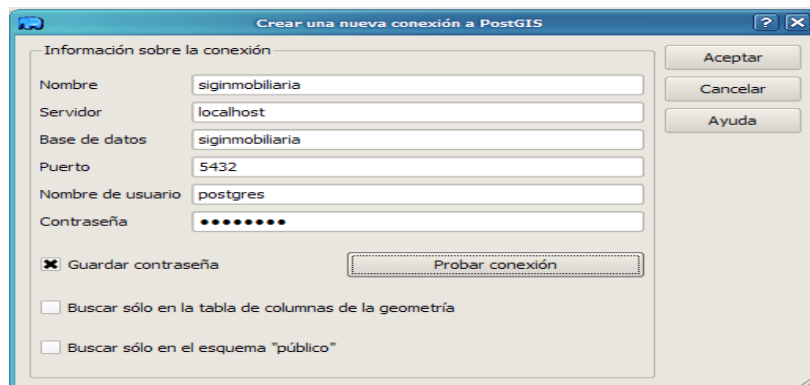 Crear una nueva conexión a PostGIS
Información sobre la conexión
Aceptar
Nombre siginmobiliaria
Cancelar
Servidor localhost
Ayuda
Base de datos siginmobiliaria
Puerto 5432
Nombre de usuario postgres
Contraseña ●●●●●●●●
Guardar contraseña Probar conexión
Buscar sólo en la tabla de columnas de la geometría
Buscar sólo en el esquema "público"